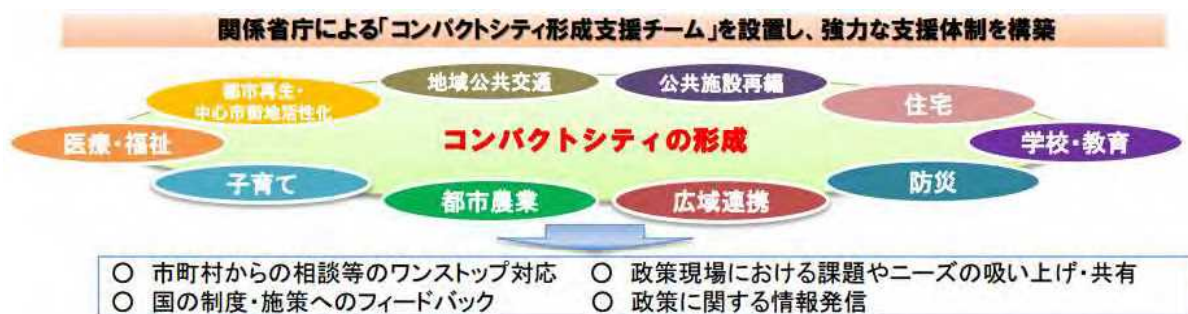 関係省庁による「コンパクトシティ形成支援チーム」を設置し、強力な支援体制を構築
都市再生・
中心市街地活性化
地域公共交通
公共施設再編
住宅
医療・福祉
コンパクトシティの形成
学校・教育
子育て
都市農業
広域連携
防災
○ 市町村からの相談等のワンストップ対応
○ 政策現場における課題やニーズの吸い上げ・共有
○ 国の制度・施策へのフィードバック
○ 政策に関する情報発信